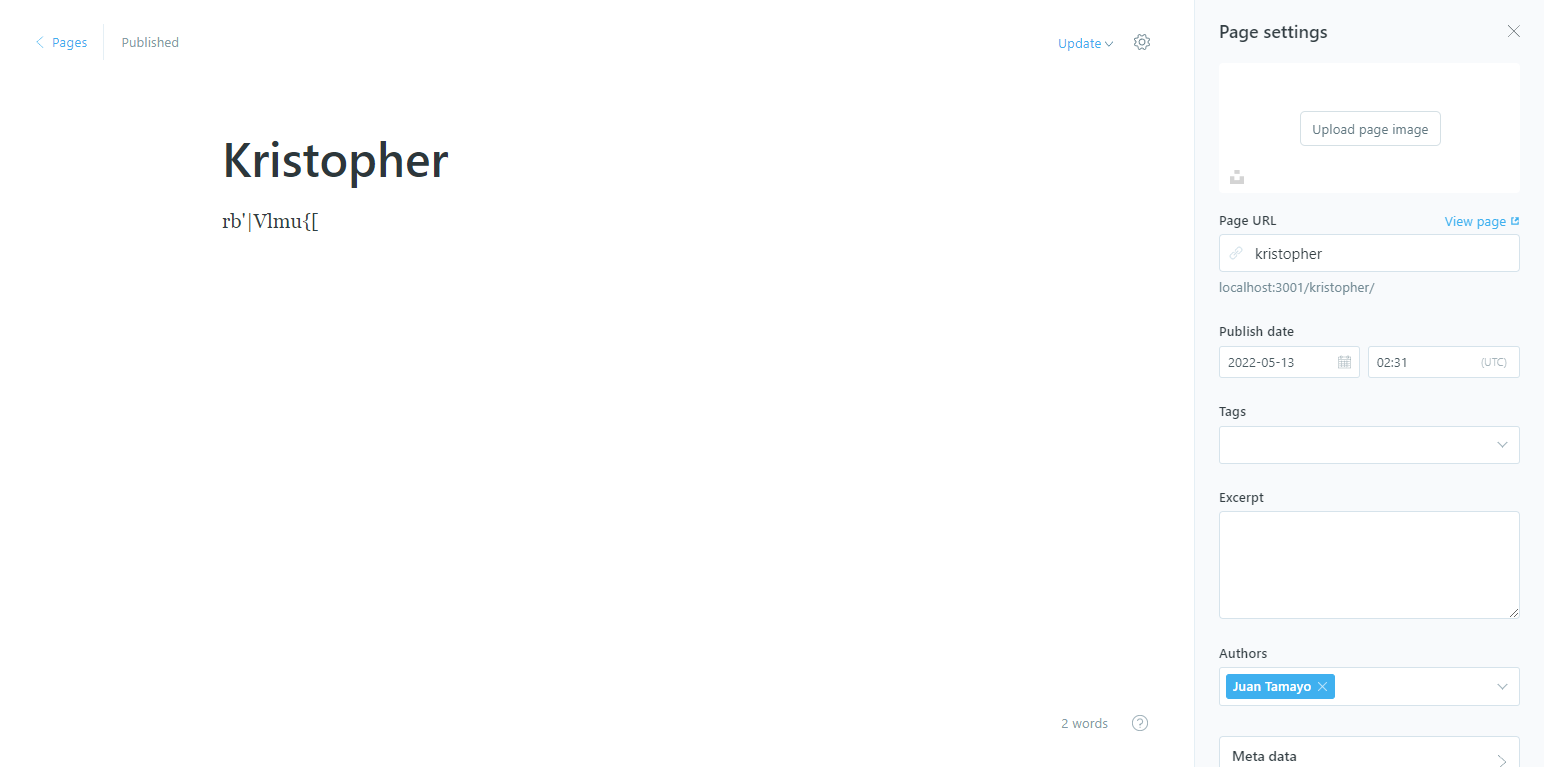 Pages
Published
Update
Kristopher
rb'|Vlmu{[
2 words
Page settings
Upload page image
Page URL
View page
kristopher
localhost:3001/kristopher/
Publish date
2022-05-13
02:31
(UTC)
Tags
Excerpt
Authors
Juan Tamayo
Meta data